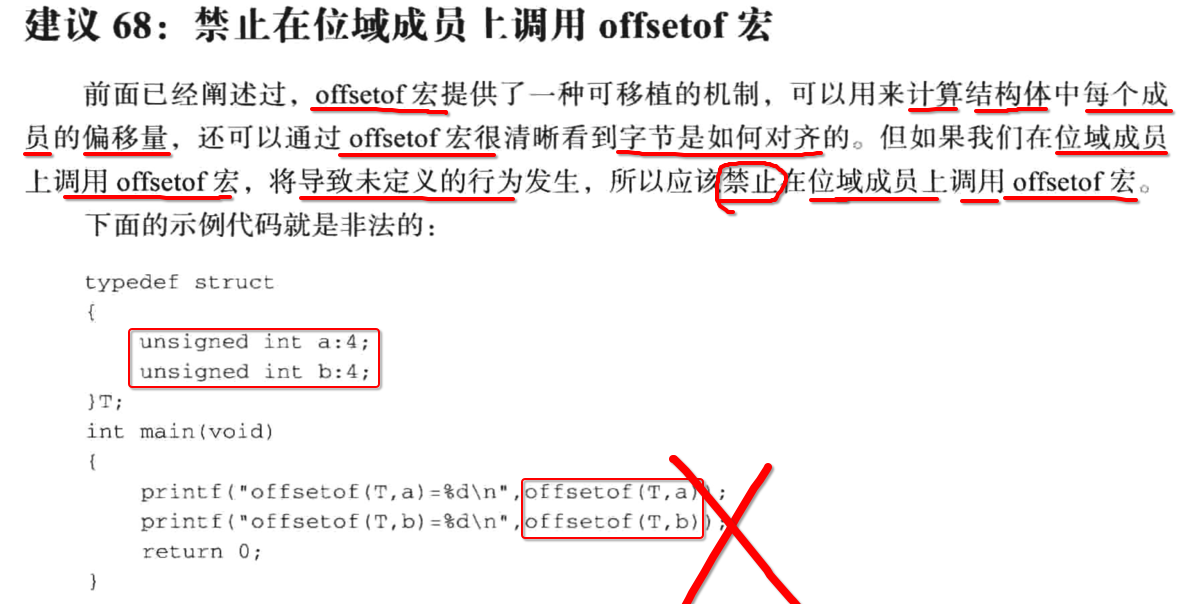 建议 68：禁止在位域成员上调用 offsetof 宏
前面已经阐述过，offsetof 宏提供了一种可移植的机制，可以用来计算结构体中每个成
员的偏移量，还可以通过 offsetof 宏很清晰看到字节是如何对齐的。但如果我们在位域成员
上调用 offsetof 宏，将导致未定义的行为发生，所以应该禁止在位域成员上调用 offsetof 宏。
下面的示例代码就是非法的：
typedef struct
{
unsigned int a:4;
unsigned int b:4;
}T;
int main(void)
{
printf("offsetof(T,a)=%d\n",offsetof(T,a));
printf("offsetof(T,b)=%d\n",offsetof(T,b));
return 0;
}